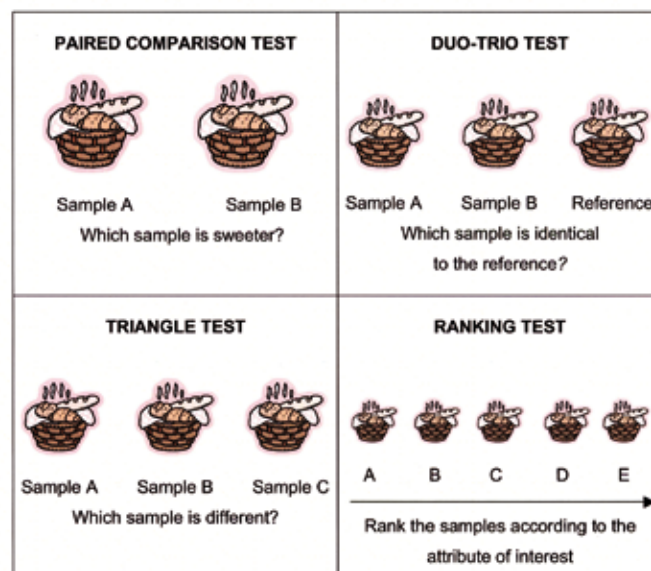 PAIRED COMPARISON TEST
Sample A
Sample B
Which sample is sweeter?
DUO-TRIO TEST
Sample A
Sample B
Reference
Which sample is identical
to the reference?
TRIANGLE TEST
Sample A
Sample B
Sample C
Which sample is different?
RANKING TEST
A
B
C
D
E
Rank the samples according to the
attribute of interest